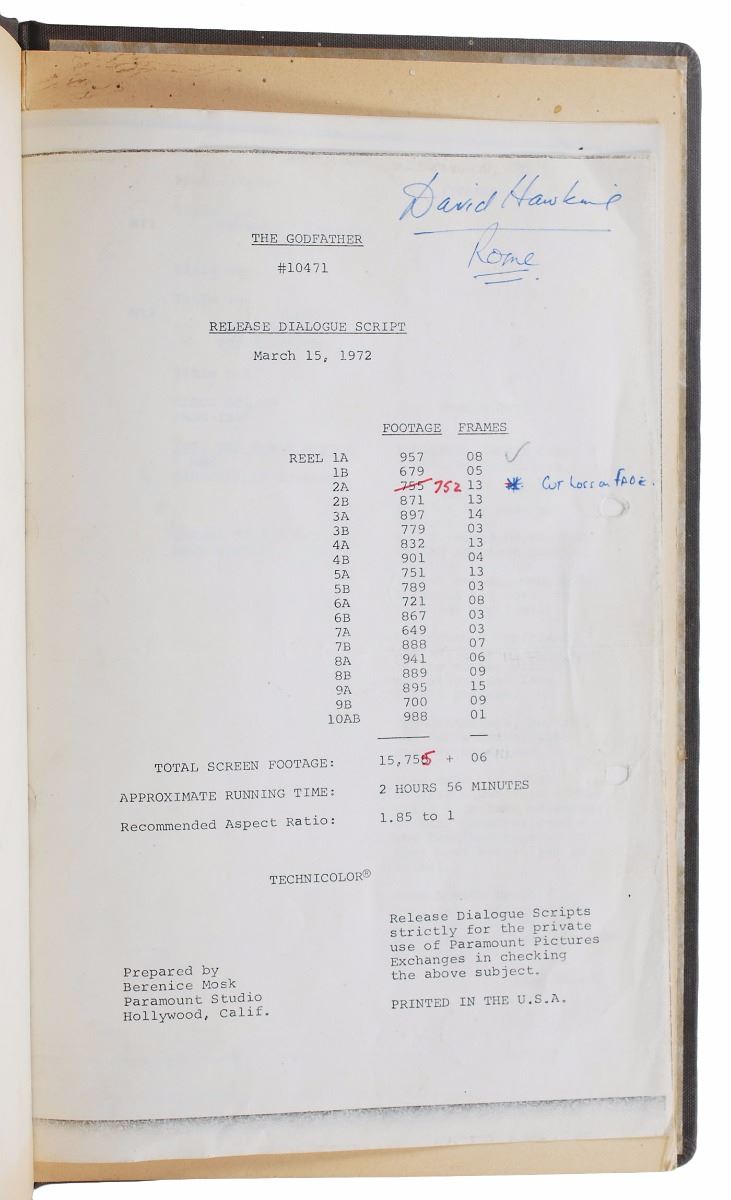 David Hawkins
Rome
THE GODFATHER
#10471
RELEASE DIALOGUE SCRIPT
March 15, 1972
FOOTAGE FRAMES
REEL 1A 957 08 ✓
1B 679 05
2A 755 752 13 * Cut Loss on FADE.
2B 871 13
3A 897 14
3B 779 03
4A 832 13
4B 901 04
5A 751 13
5B 789 03
6A 721 08
6B 867 03
7A 649 03
7B 888 07
8A 941 06
8B 889 09
9A 895 15
9B 700 09
10AB 988 01
TOTAL SCREEN FOOTAGE: 15,755 + 06
APPROXIMATE RUNNING TIME: 2 HOURS 56 MINUTES
Recommended Aspect Ratio: 1.85 to 1
TECHNICOLOR®
Release Dialogue Scripts
strictly for the private
use of Paramount Pictures
Exchanges in checking
the above subject.
PRINTED IN THE U.S.A.
Prepared by
Berenice Mosk
Paramount Studio
Hollywood, Calif.